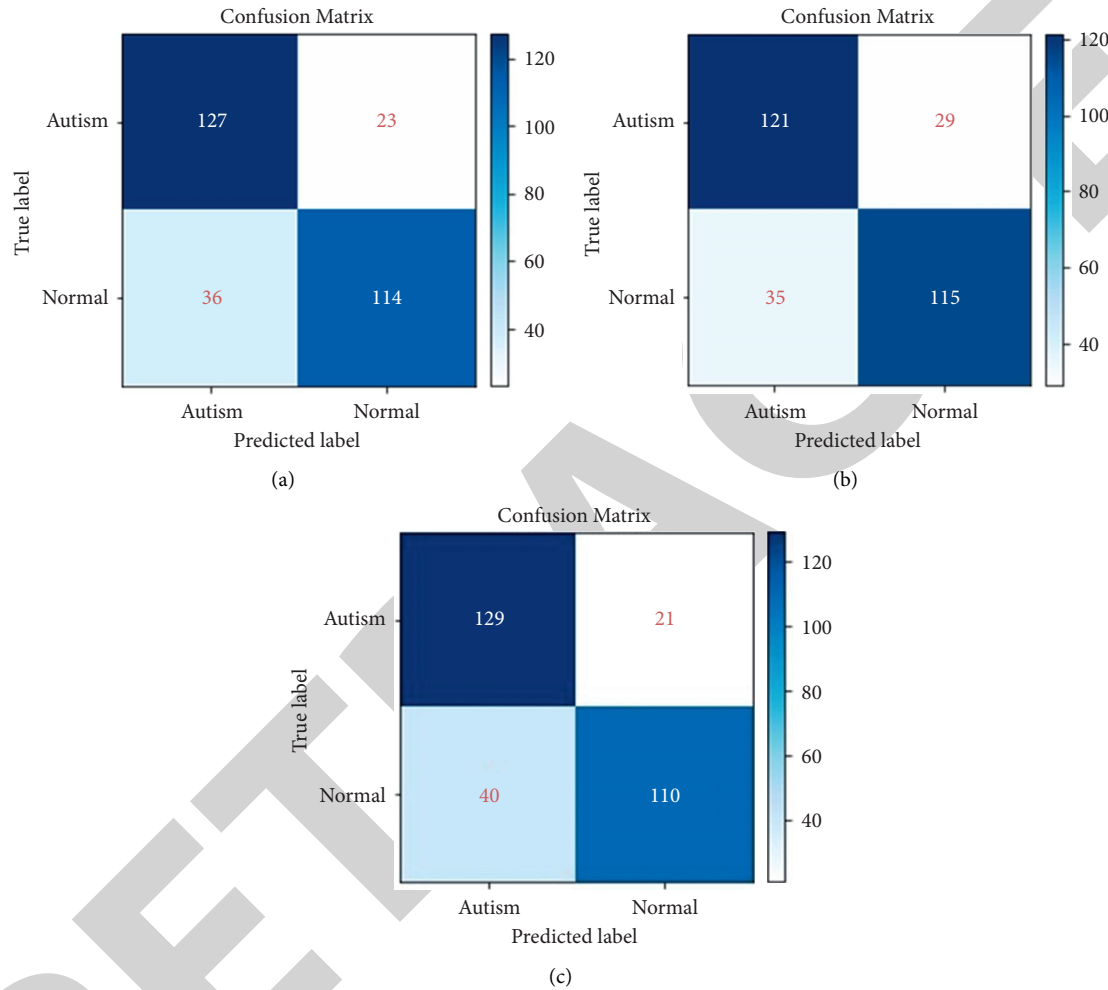 Confusion Matrix
120
100
80
60
40
Autism
Normal
True label
127
23
36
114
Autism
Normal
Predicted label
(a)
Confusion Matrix
120
100
80
60
40
Autism
Normal
True label
121
29
35
115
Autism
Normal
Predicted label
(b)
Confusion Matrix
120
100
80
60
40
Autism
Normal
True label
129
21
40
110
Autism
Normal
Predicted label
(c)